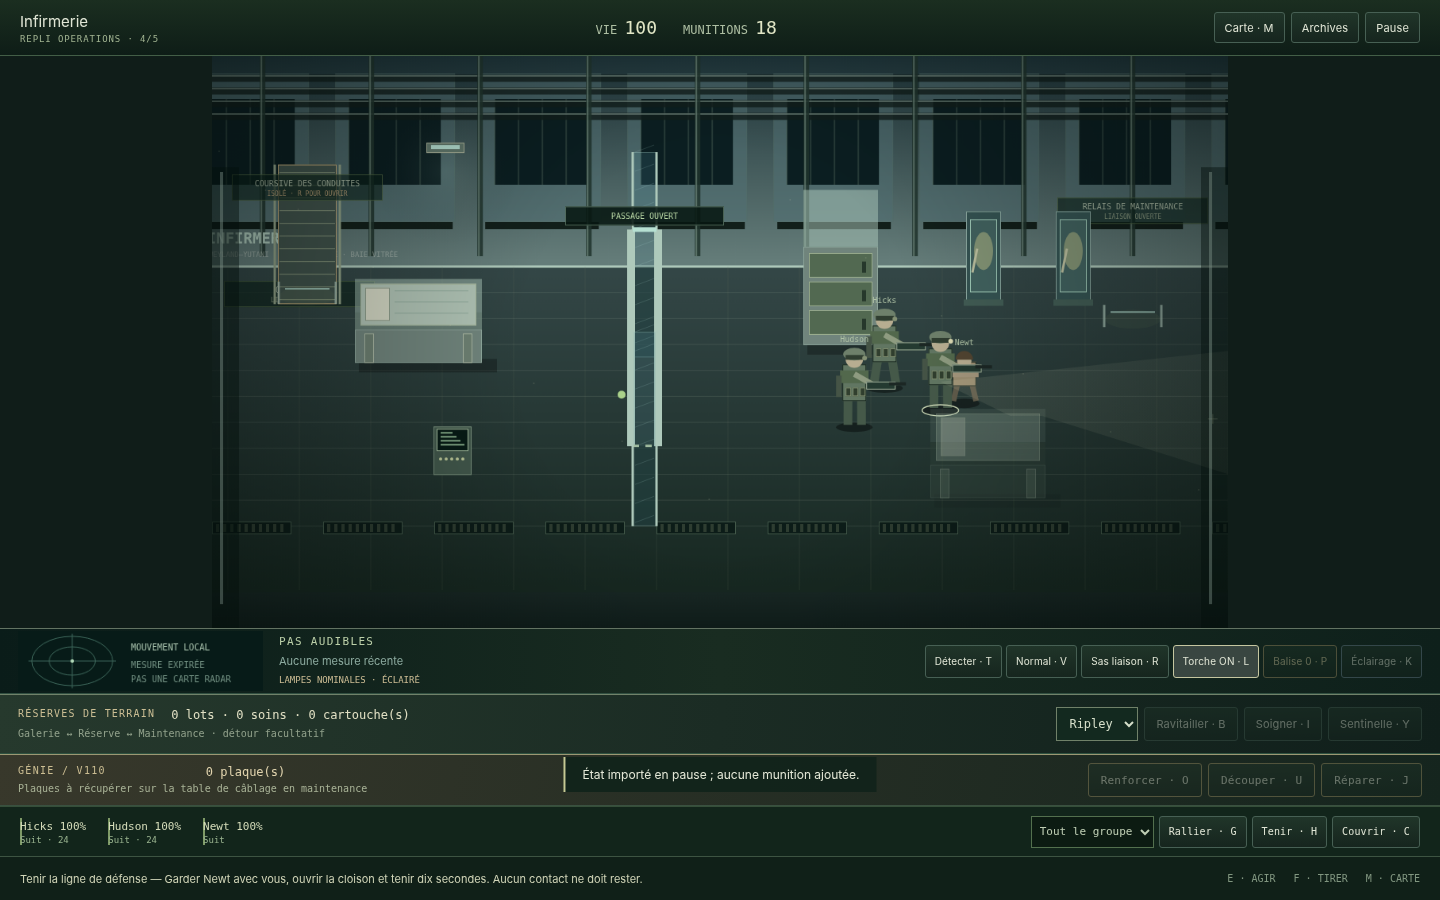 Infirmerie
REPLI OPERATIONS · 4/5
VIE 100 MUNITIONS 18
Carte · M
Archives
Pause
COURSIVE DES CONDUITES
ISOLÉ · R POUR OUVRIR
PASSAGE OUVERT
RELAIS DE MAINTENANCE
LIAISON OUVERTE
INFIRMER
· BAIE VITRÉE
Hicks
Hudson
Newt
MOUVEMENT LOCAL
MESURE EXPIRÉE
PAS UNE CARTE RADAR
PAS AUDIBLES
Aucune mesure récente
LAMPES NOMINALES · ÉCLAIRÉ
Détecter · T
Normal · V
Sas liaison · R
Torche ON · L
Balise 0 · P
Éclairage · K
RÉSERVES DE TERRAIN 0 lots · 0 soins · 0 cartouche(s)
Galerie ↔ Réserve ↔ Maintenance · détour facultatif
Ripley
Ravitailler · B
Soigner · I
Sentinelle · Y
GÉNIE / V110 0 plaque(s)
Plaques à récupérer sur la table de câblage en maintenance
État importé en pause ; aucune munition ajoutée.
Renforcer · O
Découper · U
Réparer · J
Hicks 100%
Suit · 24
Hudson 100%
Suit · 24
Newt 100%
Suit
Tout le groupe
Rallier · G
Tenir · H
Couvrir · C
Tenir la ligne de défense — Garder Newt avec vous, ouvrir la cloison et tenir dix secondes. Aucun contact ne doit rester.
E · AGIR F · TIRER M · CARTE